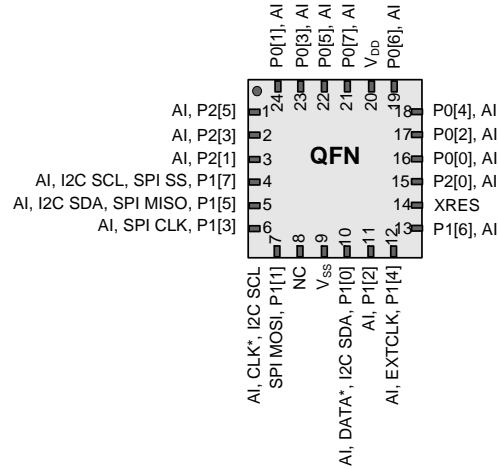 P0[1], AI
P0[3], AI
P0[5], AI
P0[7], AI
VDD
P0[6], AI
24
23
22
21
20
19
AI, P2[5]
1
18
P0[4], AI
AI, P2[3]
2
QFN
17
P0[2], AI
AI, P2[1]
3
16
P0[0], AI
AI, I2C SCL, SPI SS, P1[7]
4
15
P2[0], AI
AI, I2C SDA, SPI MISO, P1[5]
5
14
XRES
AI, SPI CLK, P1[3]
6
13
P1[6], AI
7
8
9
10
11
12
AI, CLK*, I2C SCL
SPI MOSI, P1[1]
NC
VSS
AI, DATA*, I2C SDA, P1[0]
AI, P1[2]
AI, EXTCLK, P1[4]